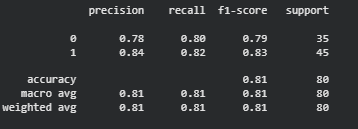 precision recall f1-score support
0 0.78 0.80 0.79 35
1 0.84 0.82 0.83 45
accuracy 0.81 80
macro avg 0.81 0.81 0.81 80
weighted avg 0.81 0.81 0.81 80